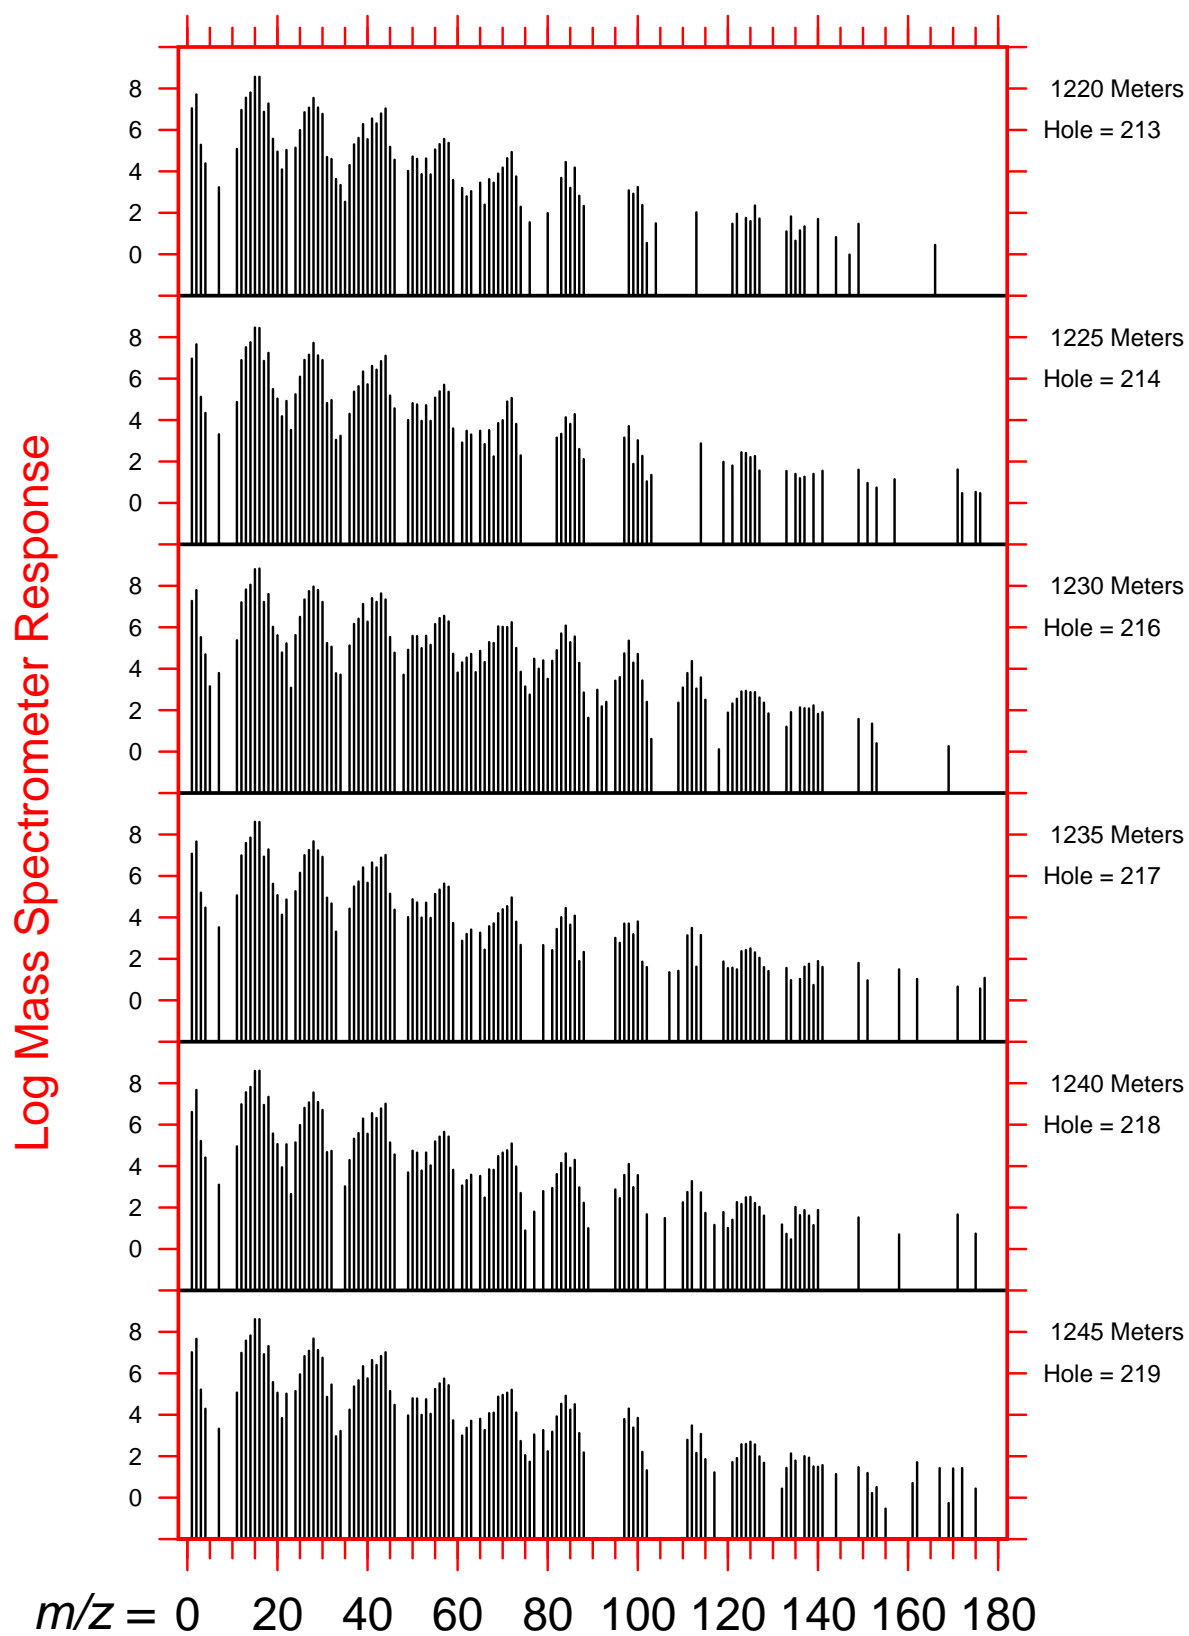 8
6
4
2
0
1220 Meters
Hole = 213
8
6
4
2
0
1225 Meters
Hole = 214
8
6
4
2
0
1230 Meters
Hole = 216
8
6
4
2
0
1235 Meters
Hole = 217
8
6
4
2
0
1240 Meters
Hole = 218
8
6
4
2
0
1245 Meters
Hole = 219
Log Mass Spectrometer Response
m/z = 0 20 40 60 80 100 120 140 160 180